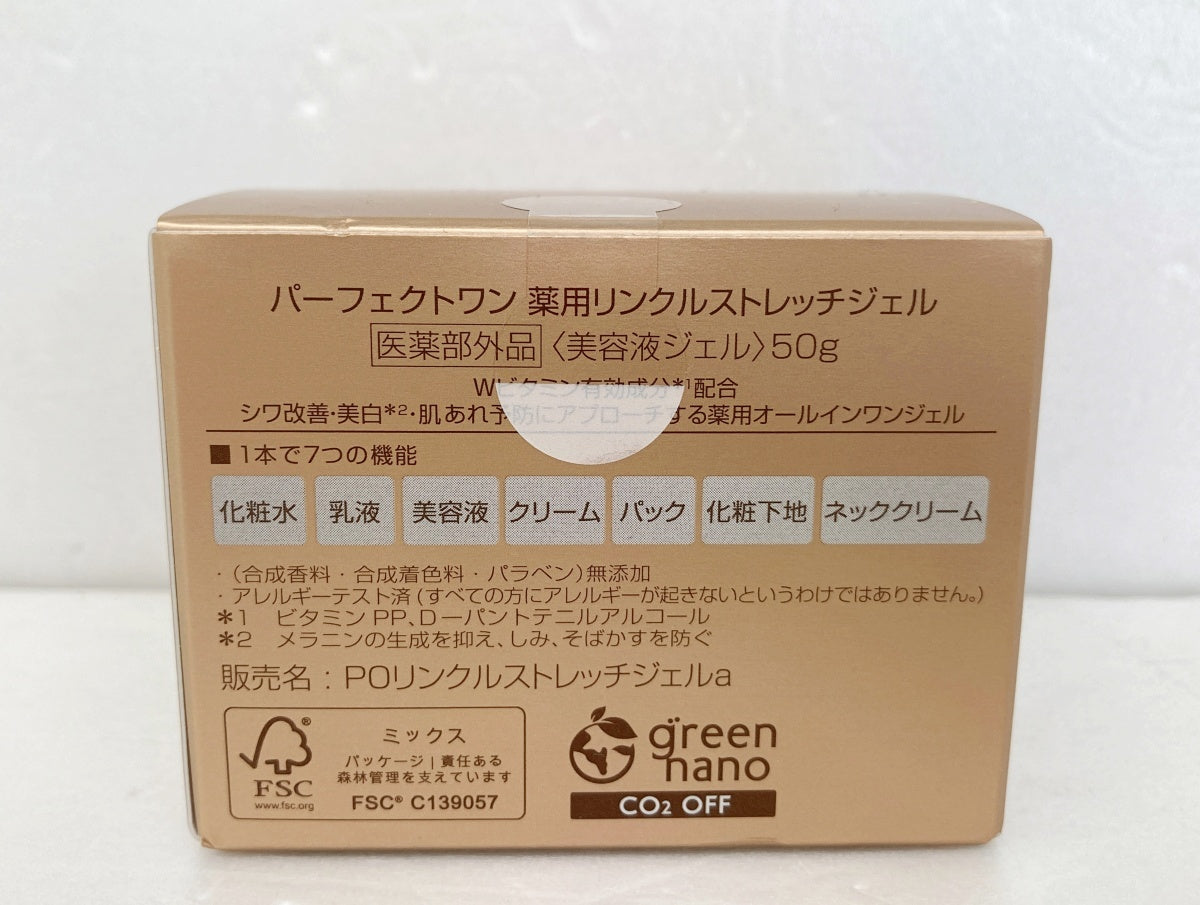 パーフェクトワン 薬用リンクルストレッチジェル
医薬部外品〈美容液ジェル〉50g
Wビタミン有効成分*1配合
シワ改善・美白*2・肌あれ予防にアプローチする薬用オールインワンジェル
■ 1本で7つの機能
化粧水 乳液 美容液 クリーム パック 化粧下地 ネッククリーム
・(合成香料・合成着色料・パラベン)無添加
・アレルギーテスト済(すべての方にアレルギーが起きないというわけではありません。)
*1 ビタミンPP、D−パントテニルアルコール
*2 メラニンの生成を抑え、しみ、そばかすを防ぐ
販売名：POリンクルストレッチジェルa
FSC
www.fsc.org
ミックス
パッケージ | 責任ある
森林管理を支えています
FSC® C139057
green
nano
CO2 OFF